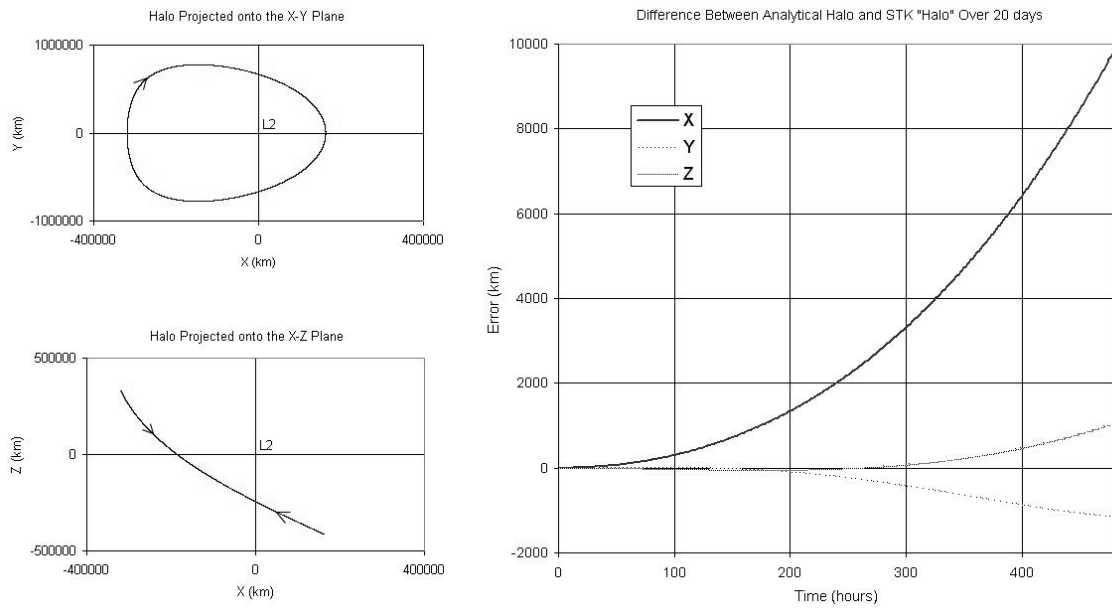 Halo Projected onto the X-Y Plane
1000000
0
-1000000
Y (km)
L2
-400000
0
400000
X (km)
Halo Projected onto the X-Z Plane
500000
0
-500000
Z (km)
L2
-400000
0
400000
X (km)
Difference Between Analytical Halo and STK "Halo" Over 20 days
10000
8000
6000
4000
2000
0
-2000
Error (km)
X
Y
Z
0
100
200
300
400
Time (hours)